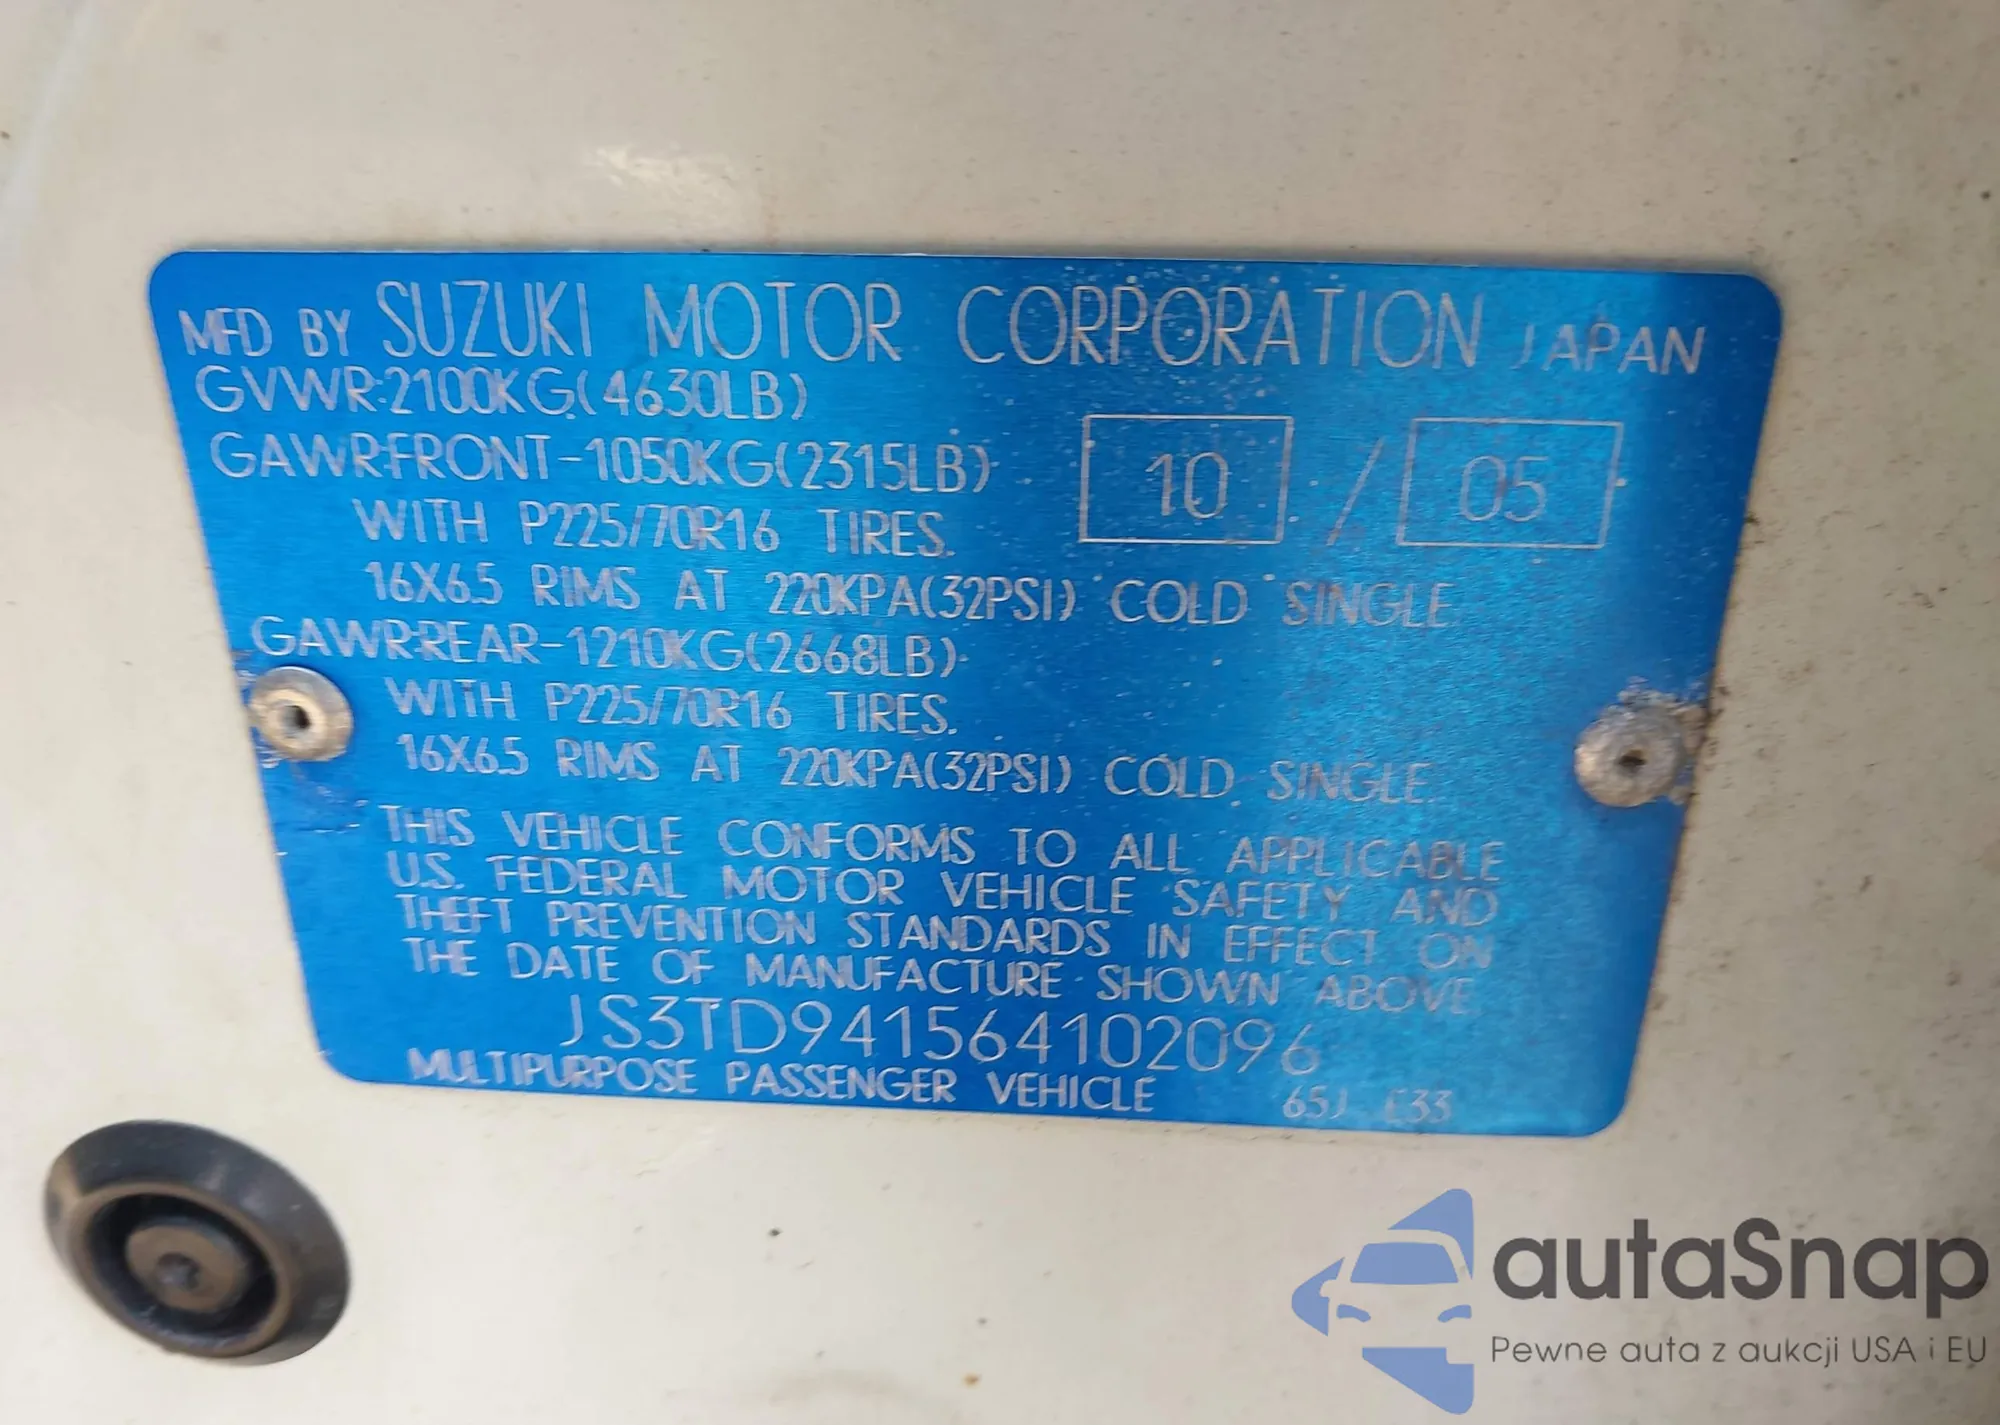 MFD BY SUZUKI MOTOR CORPORATION JAPAN
GVWR:2100KG(4630LB)
GAWR:FRONT-1050KG(2315LB)
10 / 05
WITH P225/70R16 TIRES.
16X6.5 RIMS AT 220KPA(32PSI) COLD SINGLE.
GAWR:REAR-1210KG(2668LB)
WITH P225/70R16 TIRES.
16X6.5 RIMS AT 220KPA(32PSI) COLD SINGLE.
THIS VEHICLE CONFORMS TO ALL APPLICABLE
U.S. FEDERAL MOTOR VEHICLE SAFETY AND
THEFT PREVENTION STANDARDS IN EFFECT ON
THE DATE OF MANUFACTURE SHOWN ABOVE
JS3TD941564102096
MULTIPURPOSE PASSENGER VEHICLE 65J E33
autaSnap
Pewne auta z aukcji USA i EU